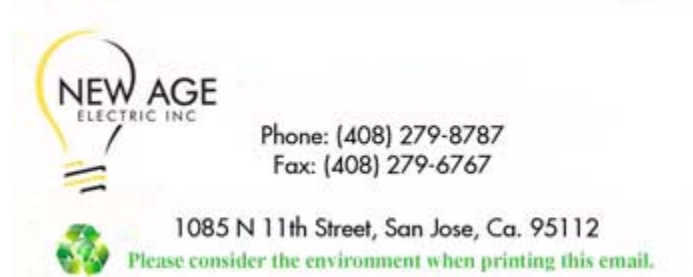 NEW AGE
ELECTRIC INC
Phone: (408) 279-8787
Fax: (408) 279-6767
1085 N 11th Street, San Jose, Ca. 95112
Please consider the environment when printing this email.